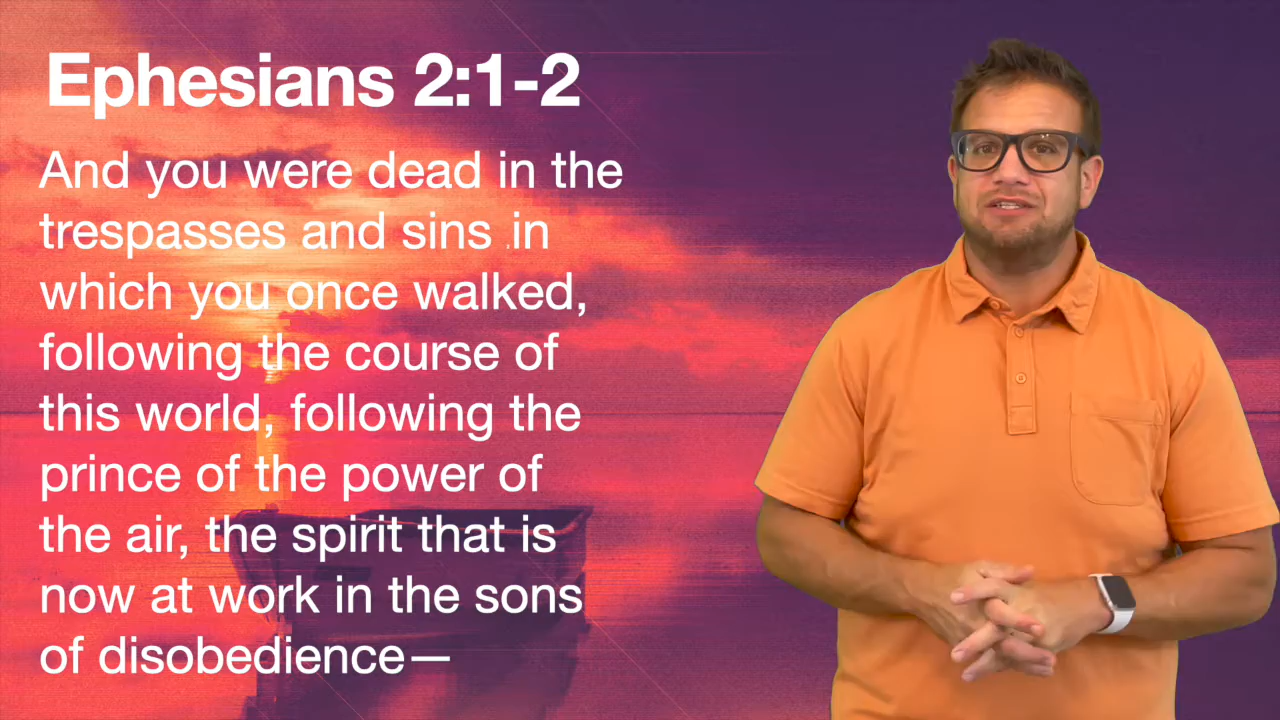 Ephesians 2:1-2
And you were dead in the
trespasses and sins in
which you once walked,
following the course of
this world, following the
prince of the power of
the air, the spirit that is
now at work in the sons
of disobedience—